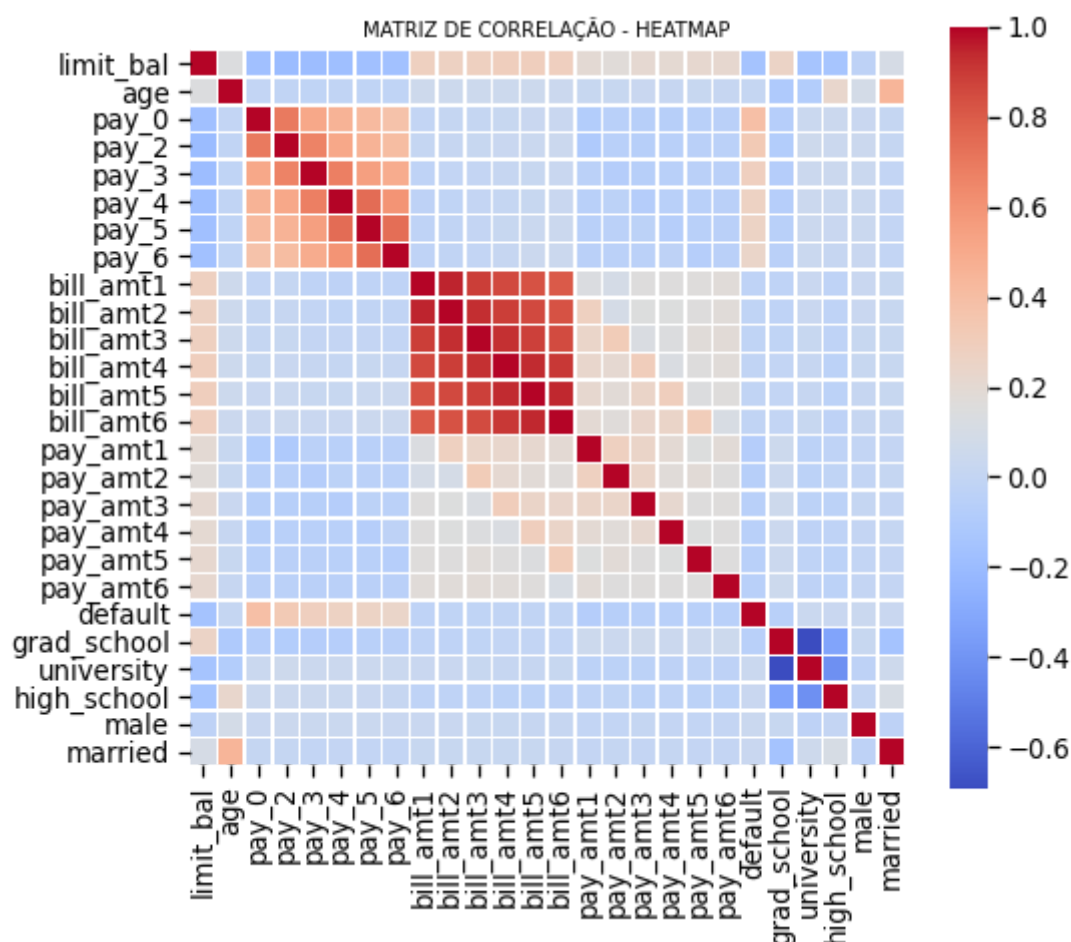 MATRIZ DE CORRELAÇÃO - HEATMAP
limit_bal
age
pay_0
pay_2
pay_3
pay_4
pay_5
pay_6
bill_amt1
bill_amt2
bill_amt3
bill_amt4
bill_amt5
bill_amt6
pay_amt1
pay_amt2
pay_amt3
pay_amt4
pay_amt5
pay_amt6
default
grad_school
university
high_school
male
married
limit_bal
age
pay_0
pay_2
pay_3
pay_4
pay_5
pay_6
bill_amt1
bill_amt2
bill_amt3
bill_amt4
bill_amt5
bill_amt6
pay_amt1
pay_amt2
pay_amt3
pay_amt4
pay_amt5
pay_amt6
default
grad_school
university
high_school
male
married
1.0
0.8
0.6
0.4
0.2
0.0
−0.2
−0.4
−0.6